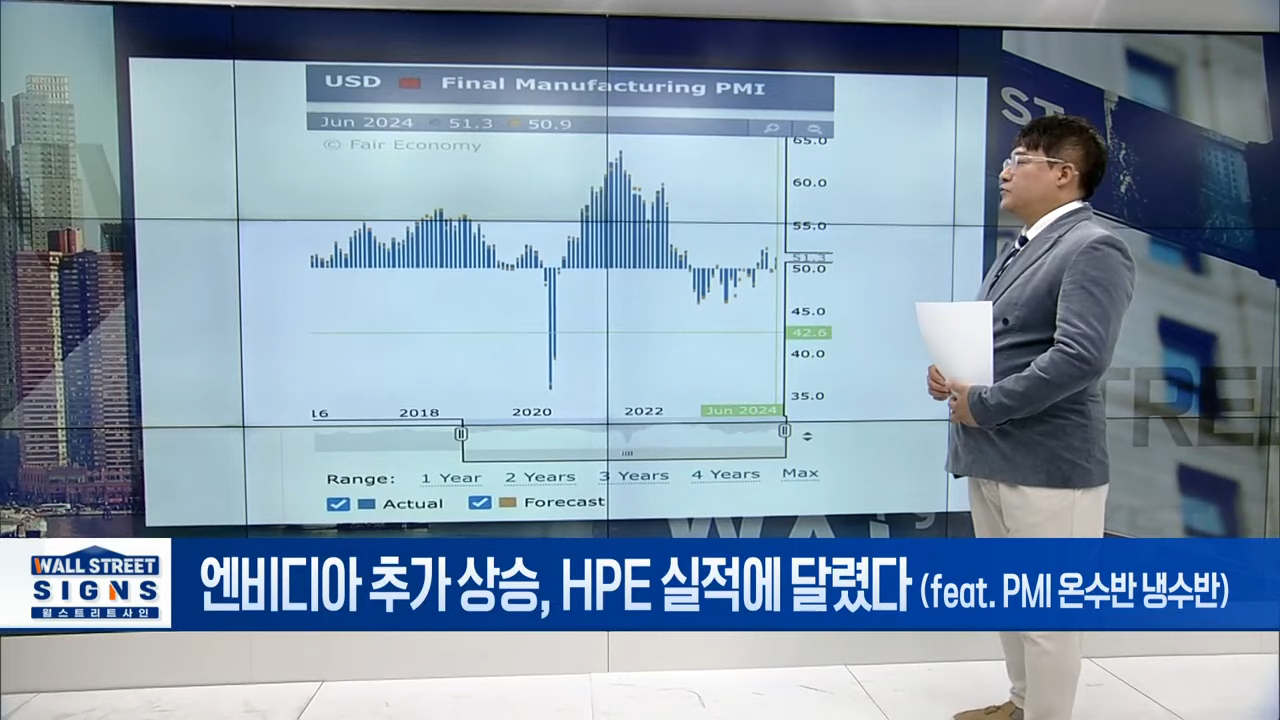 USD Final Manufacturing PMI
Jun 2024 51.3 50.9
© Fair Economy
65.0
60.0
55.0
51.3
50.0
45.0
42.6
40.0
35.0
2018 2020 2022 Jun 2024
Range: 1 Year 2 Years 3 Years 4 Years Max
Actual Forecast
ST
WALL STREET
SIGNS
월스트리트사인
엔비디아 추가 상승, HPE 실적에 달렸다 (feat. PMI 온수반 냉수반)